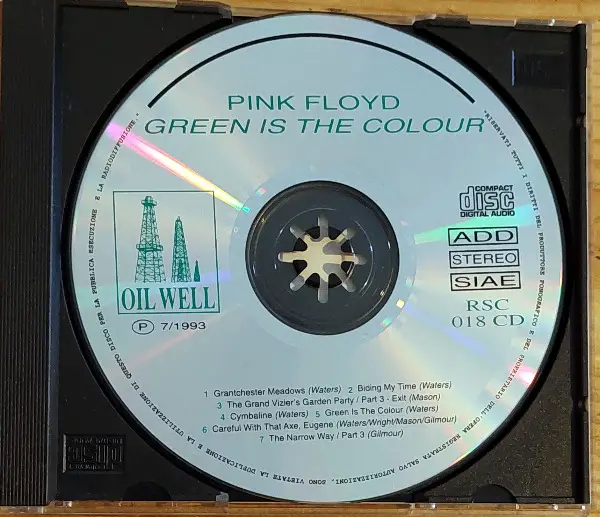 PINK FLOYD
GREEN IS THE COLOUR
OIL WELL
P 7/1993
COMPACT
disc
DIGITAL AUDIO
ADD
STEREO
SIAE
RSC
018 CD
1 Grantchester Meadows (Waters) 2 Biding My Time (Waters)
3 The Grand Vizier's Garden Party / Part 3 - Exit (Mason)
4 Cymbaline (Waters) 5 Green Is The Colour (Waters)
6 Careful With That Axe, Eugene (Waters/Wright/Mason/Gilmour)
7 The Narrow Way / Part 3 (Gilmour)
"RISERVATI TUTTI I DIRITTI DEL PRODUTTORE FONOGRAFICO E DEL PROPRIETARIO DELL'OPERA REGISTRATA SALVO AUTORIZZAZIONI, SONO VIETATE LA DUPLICAZIONE E LA UTILIZZAZIONE DI QUESTO DISCO PER LA PUBBLICA ESECUZIONE E LA RADIODIFFUSIONE."
disc